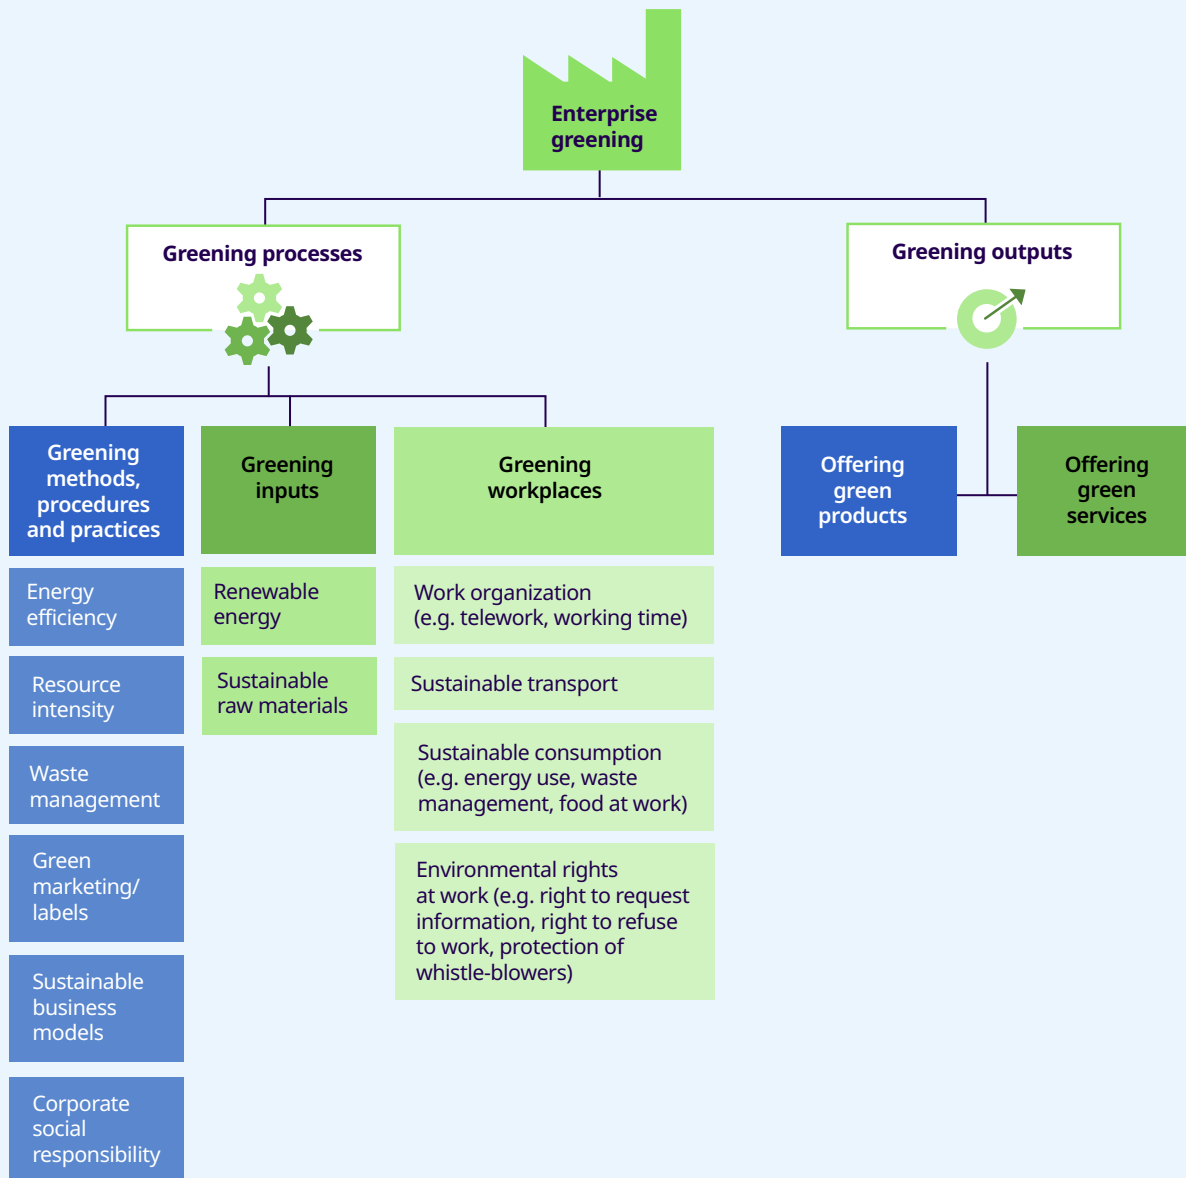 Enterprise
greening
Greening processes
Greening outputs
Greening
methods,
procedures
and practices
Greening
inputs
Greening
workplaces
Offering
green
products
Offering
green
services
Energy
efficiency
Resource
intensity
Waste
management
Green
marketing/
labels
Sustainable
business
models
Corporate
social
responsibility
Renewable
energy
Sustainable
raw materials
Work organization
(e.g. telework, working time)
Sustainable transport
Sustainable consumption
(e.g. energy use, waste
management, food at work)
Environmental rights
at work (e.g. right to request
information, right to refuse
to work, protection of
whistle-blowers)